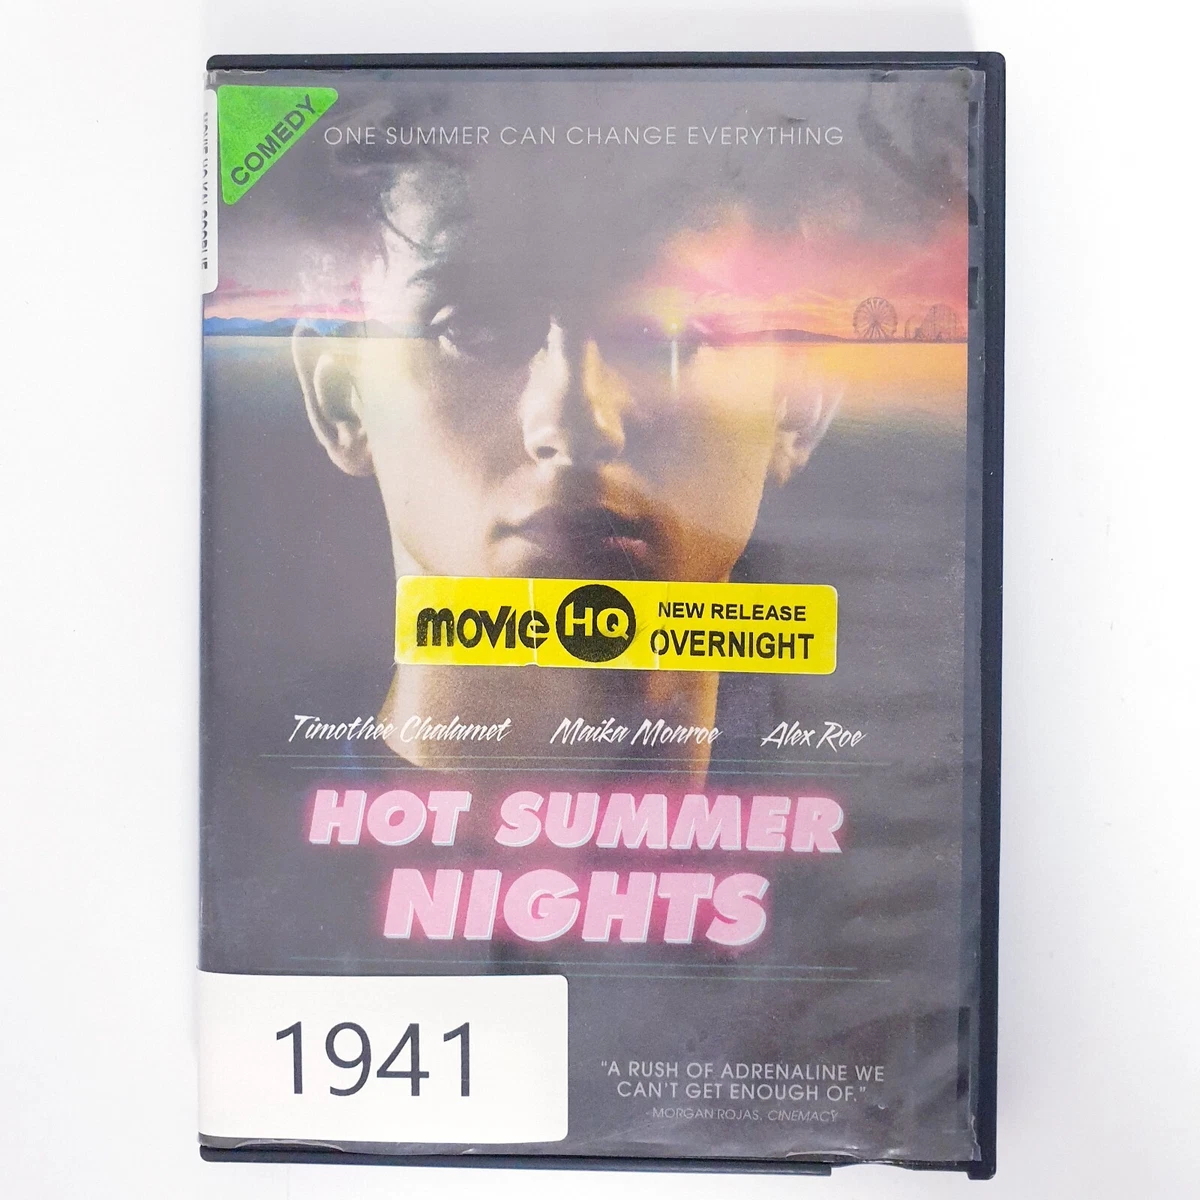 COMEDY
ONE SUMMER CAN CHANGE EVERYTHING
movie HQ
NEW RELEASE
OVERNIGHT
Timothée Chalamet Maika Monroe Alex Roe
HOT SUMMER
NIGHTS
1941
"A RUSH OF ADRENALINE WE
CAN'T GET ENOUGH OF."
—MORGAN ROJAS, CINEMACY